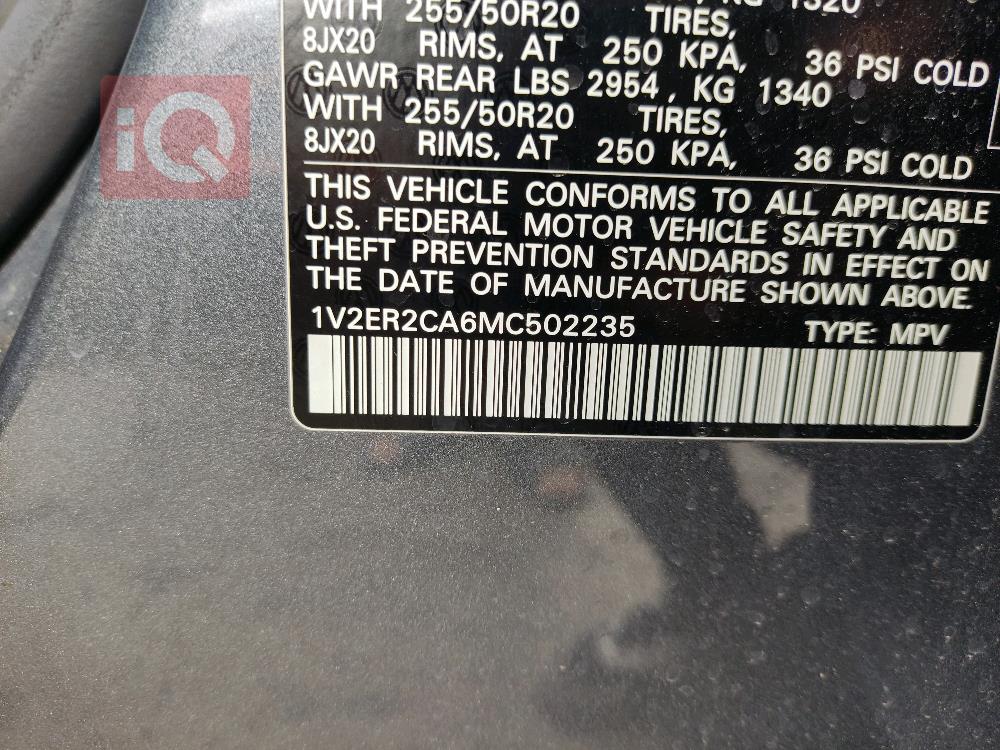 WITH 255/50R20 TIRES,
8JX20 RIMS, AT 250 KPA, 36 PSI COLD
GAWR REAR LBS 2954, KG 1340
WITH 255/50R20 TIRES,
8JX20 RIMS, AT 250 KPA, 36 PSI COLD
THIS VEHICLE CONFORMS TO ALL APPLICABLE
U.S. FEDERAL MOTOR VEHICLE SAFETY AND
THEFT PREVENTION STANDARDS IN EFFECT ON
THE DATE OF MANUFACTURE SHOWN ABOVE.
1V2ER2CA6MC502235 TYPE: MPV
iQ